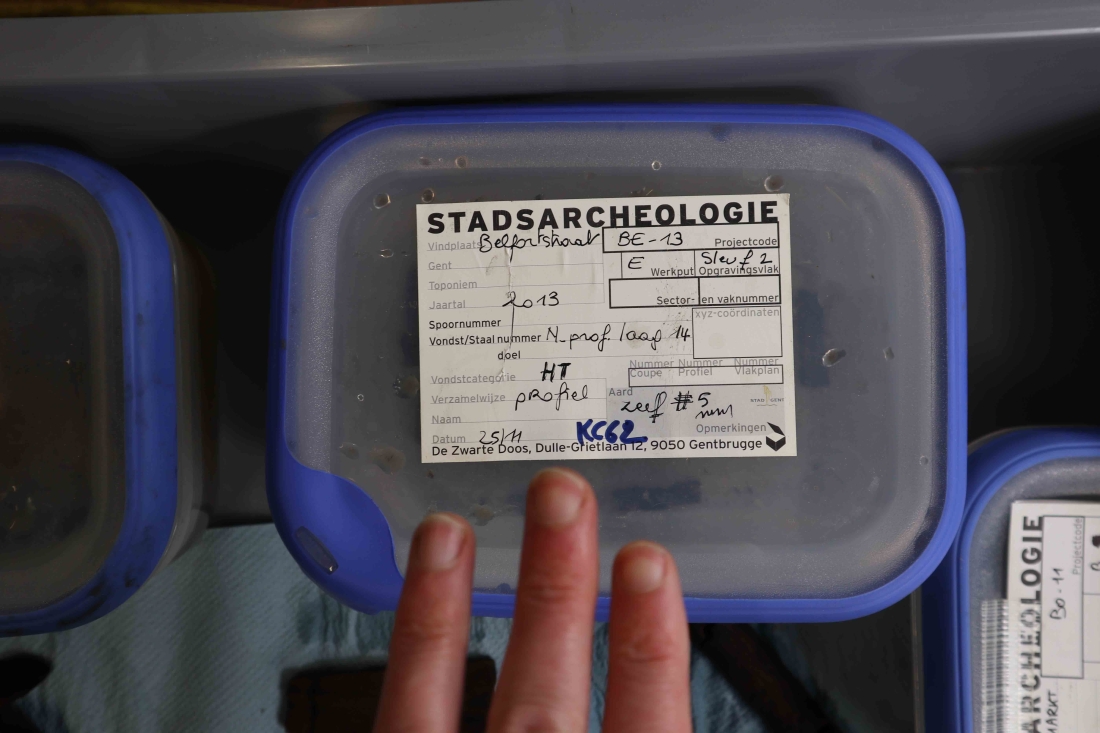 STADSARCHEOLOGIE
Vindplaats Belfortstraat BE-13 Projectcode
Gent E Werkput Sleuf 2 Opgravingsvlak
Toponiem
Jaartal 2013 Sector- en vaknummer
Spoornummer xyz-coördinaten
Vondst/Staal nummer N-prof. laag 14
doel
Nummer Nummer Nummer
Vondstcategorie HT Coupe Profiel Vlakplan
Verzamelwijze profiel Aard zeef #5 mm
STAD GENT
Naam
Datum 25/11 KC62 Opmerkingen
De Zwarte Doos, Dulle-Grietlaan 12, 9050 Gentbrugge
ARCHEOLOGIE
BO-11 Projectcode
MARKT